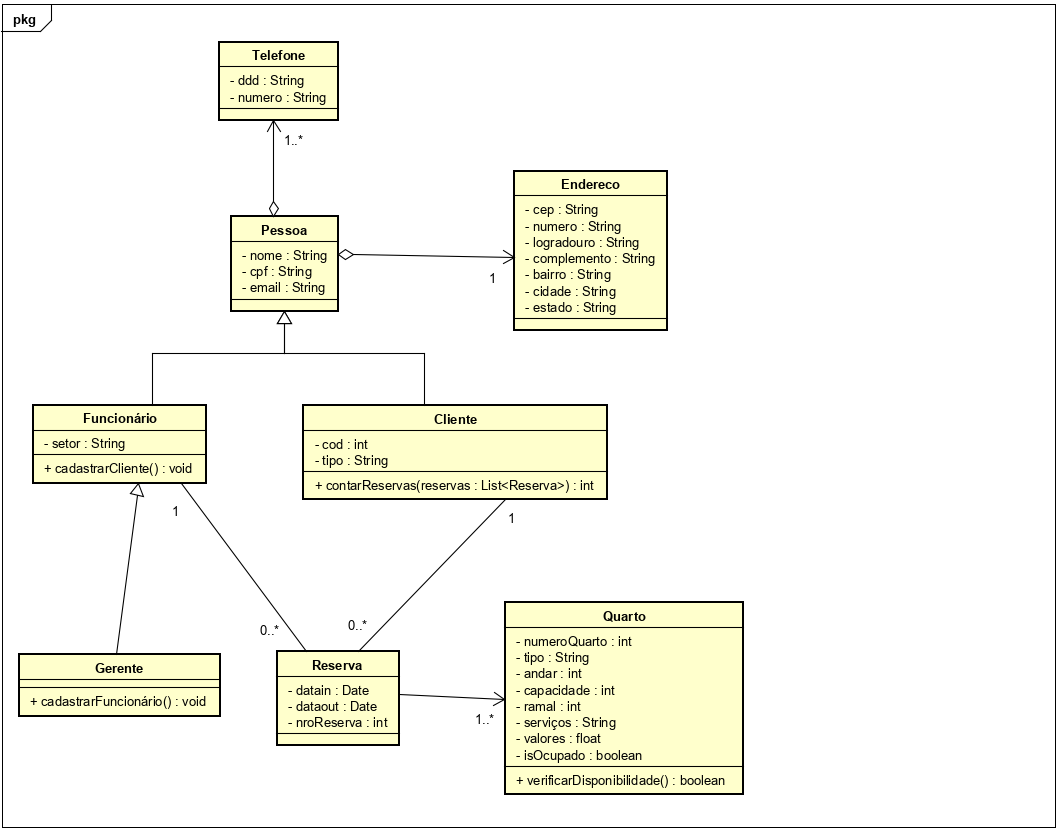 pkg
Telefone
- ddd : String
- numero : String
1..*
Endereco
- cep : String
- numero : String
- logradouro : String
- complemento : String
- bairro : String
- cidade : String
- estado : String
Pessoa
- nome : String
- cpf : String
- email : String
1
Funcionário
- setor : String
+ cadastrarCliente() : void
Cliente
- cod : int
- tipo : String
+ contarReservas(reservas : List<Reserva>) : int
1
1
0..*
0..*
Gerente
+ cadastrarFuncionário() : void
Reserva
- datain : Date
- dataout : Date
- nroReserva : int
1..*
Quarto
- numeroQuarto : int
- tipo : String
- andar : int
- capacidade : int
- ramal : int
- serviços : String
- valores : float
- isOcupado : boolean
+ verificarDisponibilidade() : boolean